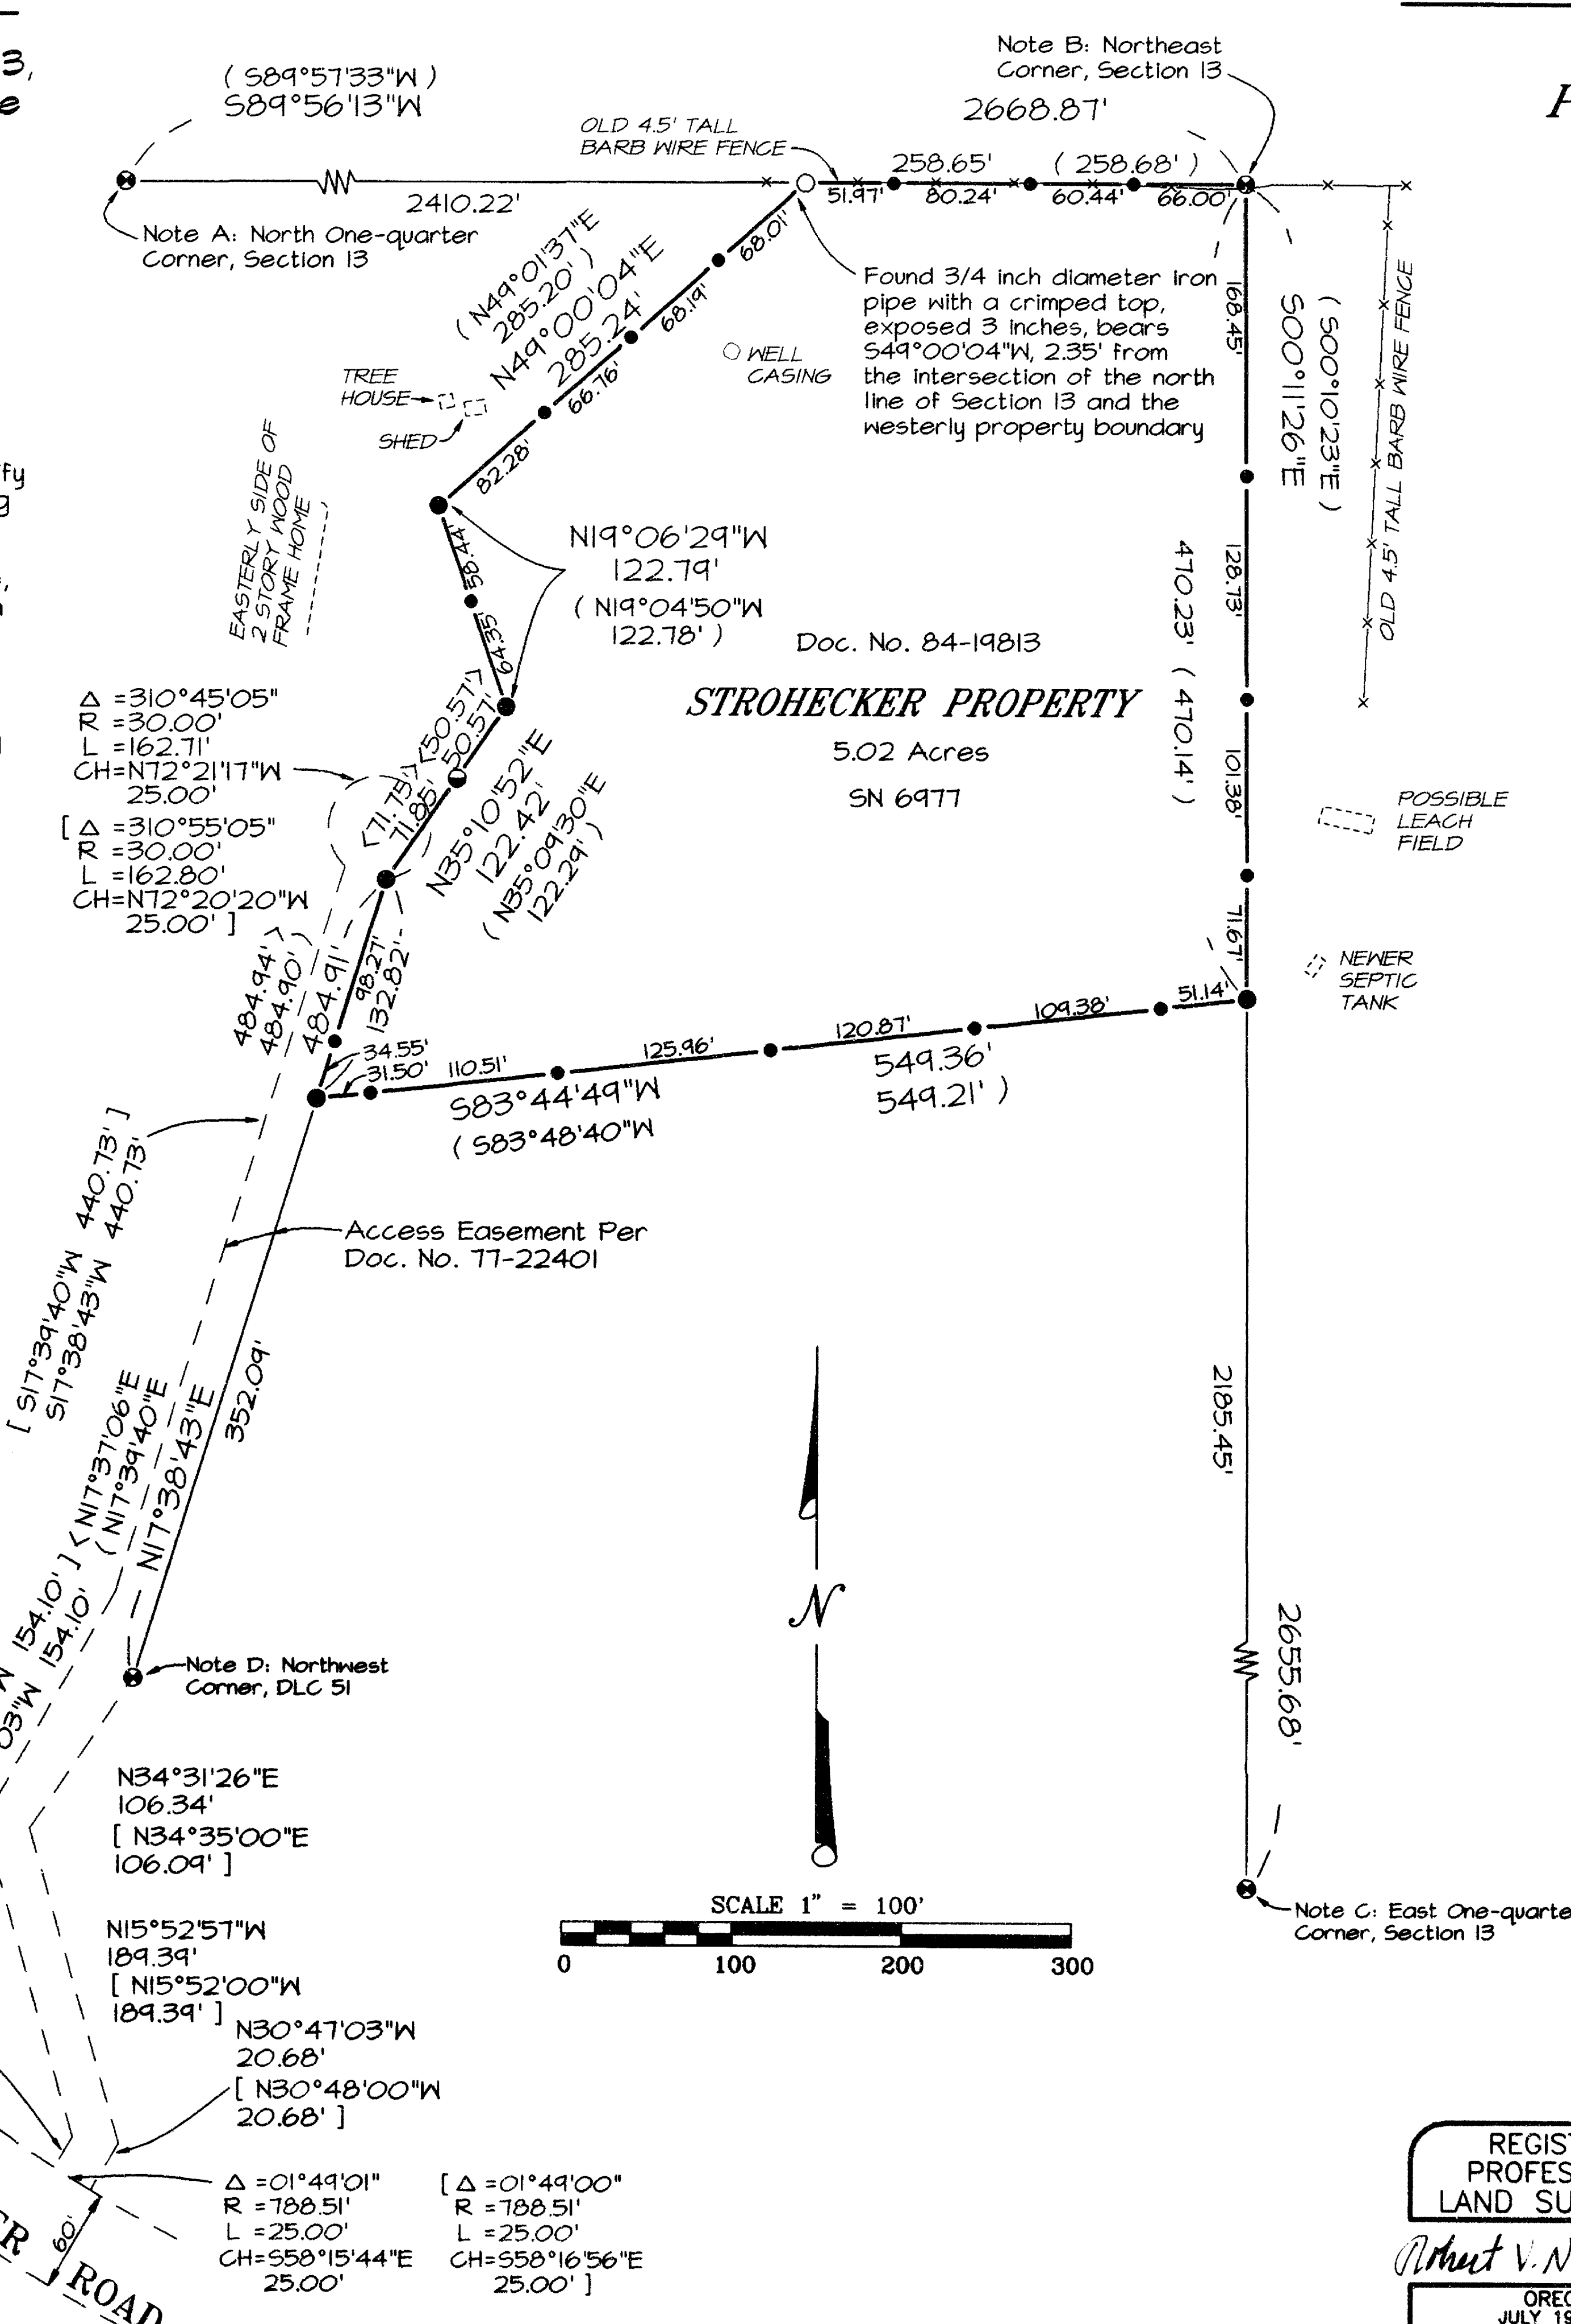 3,
e
( S89°57'33"W )
S89°56'13"W
Note B: Northeast
Corner, Section 13
2668.87'
OLD 4.5' TALL
BARB WIRE FENCE
258.65'
( 258.68' )
51.97'
80.24'
60.44'
66.00'
2410.22'
Note A: North One-quarter
Corner, Section 13
( N49°01'37"E
285.20' )
N49°00'04"E
285.24'
68.01'
68.19'
66.76'
82.28'
Found 3/4 inch diameter iron
pipe with a crimped top,
exposed 3 inches, bears
S49°00'04"W, 2.35' from
the intersection of the north
line of Section 13 and the
westerly property boundary
168.45'
S00°11'26"E
( S00°10'23"E )
OLD 4.5' TALL BARB WIRE FENCE
WELL
CASING
TREE
HOUSE
SHED
EASTERLY SIDE OF
2 STORY WOOD
FRAME HOME
fy
g
58.44'
64.35'
N19°06'29"W
122.79'
( N19°04'50"W
122.78' )
470.23' ( 470.14' )
128.73'
101.38'
71.67'
Doc. No. 84-19813
STROHECKER PROPERTY
5.02 Acres
SN 6977
Δ =310°45'05"
R =30.00'
L =162.71'
CH=N72°21'17"W
25.00'
[ Δ =310°55'05"
R =30.00'
L =162.80'
CH=N72°20'20"W
25.00' ]
<71.75'><50.57'>
71.85'
50.57'
N35°10'52"E
122.42'
( N35°09'30"E
122.29' )
POSSIBLE
LEACH
FIELD
NEWER
SEPTIC
TANK
484.94' >
484.90' )
484.91'
98.27'
132.82'
34.55'
31.50'
110.51'
125.96'
120.87'
109.38'
51.14'
S83°44'49"W
549.36'
( S83°48'40"W
549.21' )
[ S17°39'40"W 440.73' ]
S17°38'43"W 440.73'
Access Easement Per
Doc. No. 77-22401
352.09'
<N17°37'06"E
( N17°39'40"E
N17°38'43"E
W 154.10' ]
03"W 154.10'
2185.45'
2655.68'
N
Note D: Northwest
Corner, DLC 51
N34°31'26"E
106.34'
[ N34°35'00"E
106.09' ]
SCALE 1" = 100'
0 100 200 300
Note C: East One-quarte
Corner, Section 13
N15°52'57"W
189.39'
[ N15°52'00"W
189.39' ]
N30°47'03"W
20.68'
[ N30°48'00"W
20.68' ]
Δ =01°49'01"
R =788.51'
L =25.00'
CH=S58°15'44"E
25.00'
[ Δ =01°49'00"
R =788.51'
L =25.00'
CH=S58°16'56"E
25.00' ]
60'
ER ROAD
REGIS
PROFES
LAND SU
Robert V. N
OREG
JULY 19